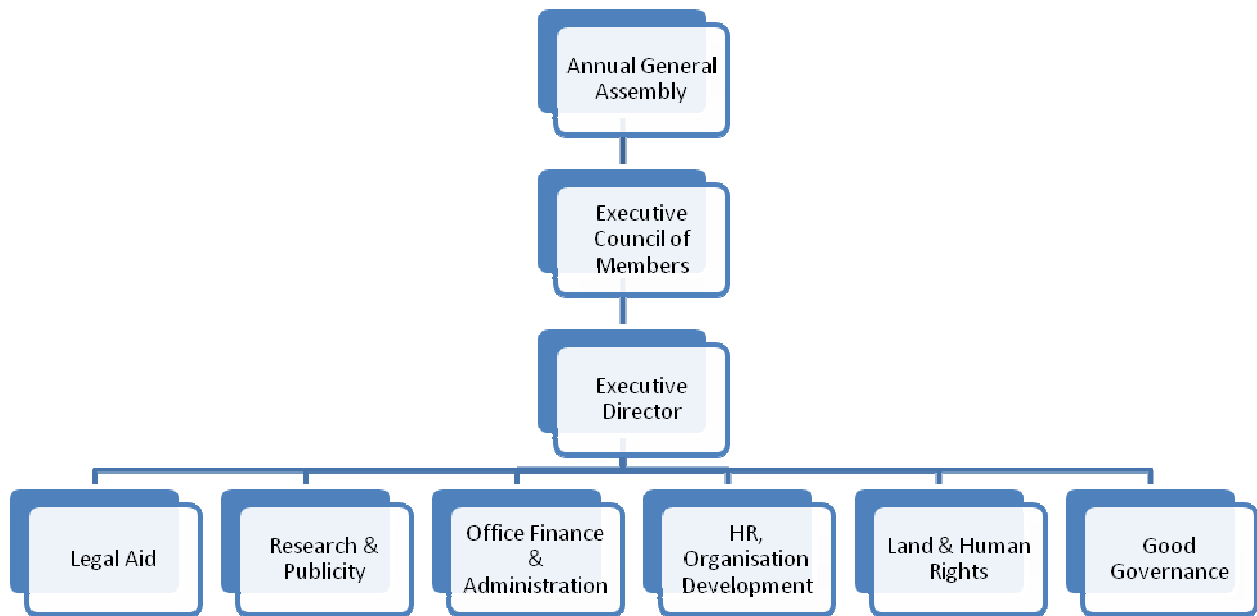 Annual General
Assembly
Executive
Council of
Members
Executive
Director
Legal Aid
Research &
Publicity
Office Finance
&
Administration
HR,
Organisation
Development
Land & Human
Rights
Good
Governance